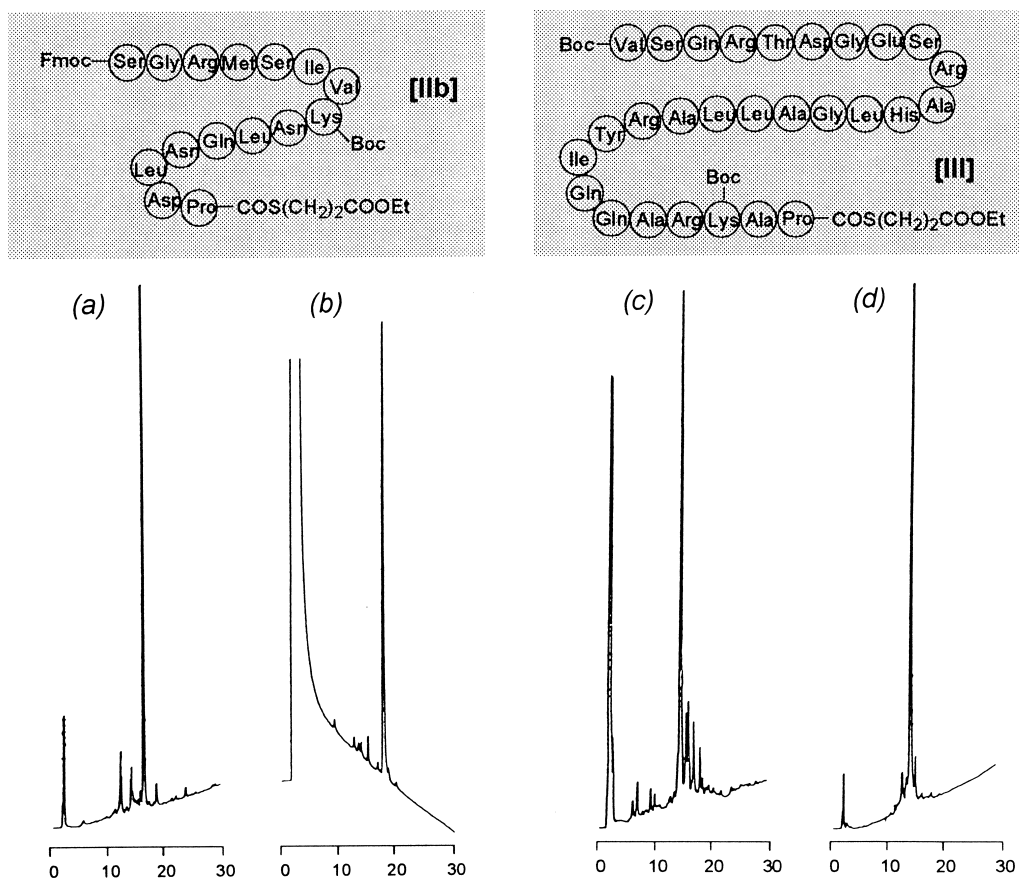 Fmoc–Ser Gly Arg Met Ser Ile
Val
[IIb]
Asn Gln Leu Asn Lys
Boc
Leu
Asp Pro–COS(CH₂)₂COOEt
Boc–Val Ser Gln Arg Thr Asp Gly Glu Ser
Arg
Tyr Arg Ala Leu Leu Ala Gly Leu His Ala
Ile
[III]
Boc
Gln
Gln Ala Arg Lys Ala Pro–COS(CH₂)₂COOEt
(a)
(b)
(c)
(d)
0 10 20 30
0 10 20 30
0 10 20 30
0 10 20 30